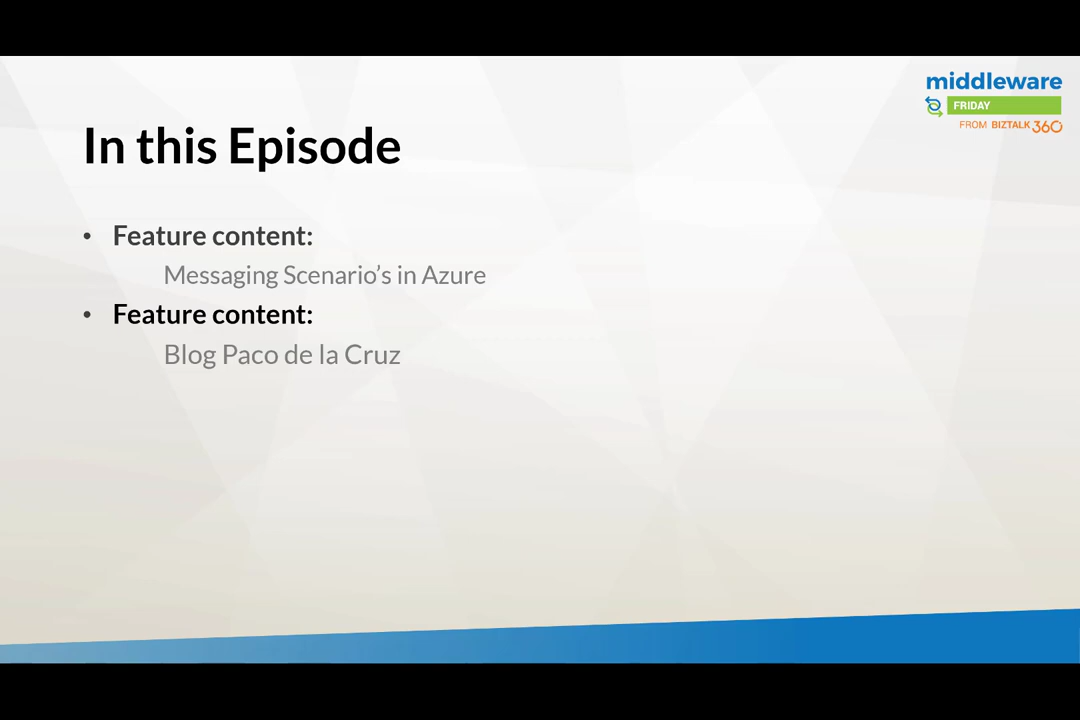 middleware
FRIDAY
FROM BIZTALK 360
In this Episode
• Feature content:
Messaging Scenario’s in Azure
• Feature content:
Blog Paco de la Cruz